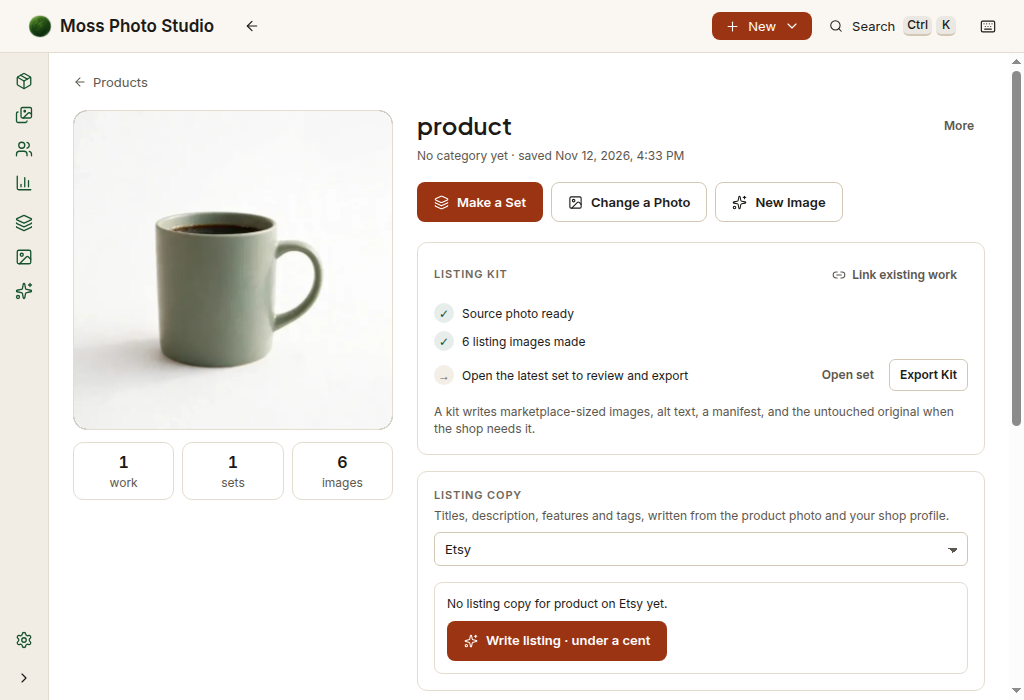 Moss Photo Studio
New
Search Ctrl K
Products
product
More
No category yet · saved Nov 12, 2026, 4:33 PM
Make a Set
Change a Photo
New Image
LISTING KIT
Link existing work
✓ Source photo ready
✓ 6 listing images made
→ Open the latest set to review and export
Open set
Export Kit
A kit writes marketplace-sized images, alt text, a manifest, and the untouched original when
the shop needs it.
1
work
1
sets
6
images
LISTING COPY
Titles, description, features and tags, written from the product photo and your shop profile.
Etsy
No listing copy for product on Etsy yet.
Write listing · under a cent